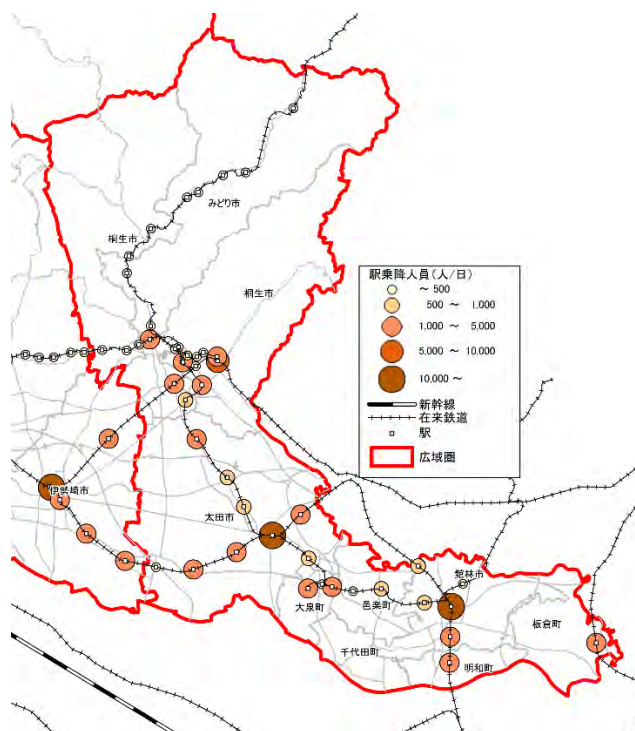 みどり市
桐生市
桐生市
駅乗降人員(人/日)
~ 500
500 ~ 1,000
1,000 ~ 5,000
5,000 ~ 10,000
10,000 ~
新幹線
在来鉄道
駅
広域圏
伊勢崎市
太田市
館林市
大泉町
邑楽町
板倉町
千代田町
明和町